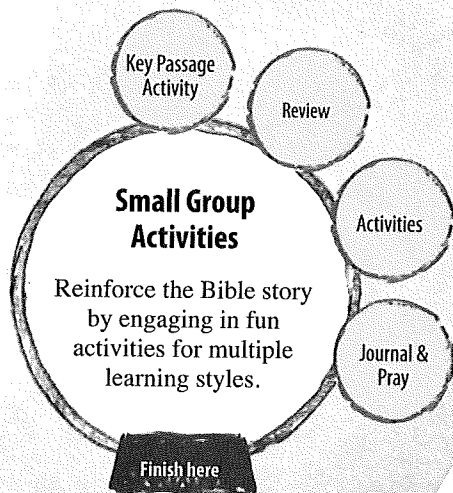 Key Passage
Activity
Review
Small Group
Activities
Activities
Reinforce the Bible story
by engaging in fun
activities for multiple
learning styles.
Journal &
Pray
Finish here